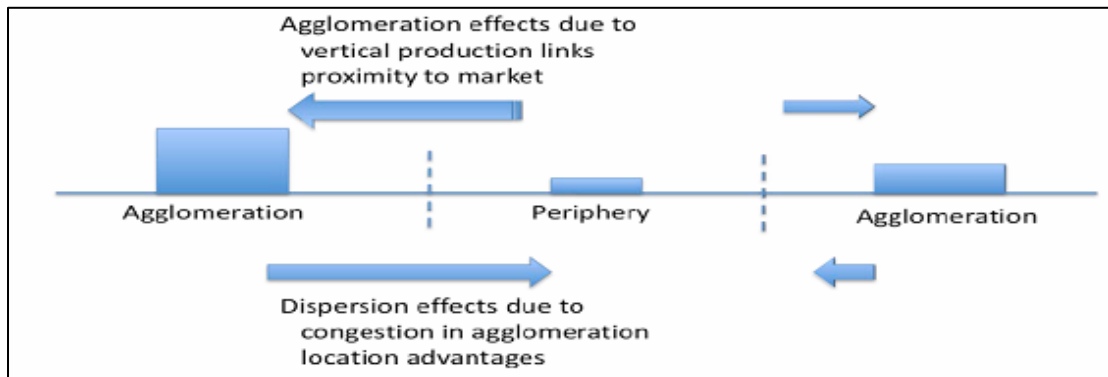 Agglomeration effects due to
vertical production links
proximity to market
Agglomeration
Periphery
Agglomeration
Dispersion effects due to
congestion in agglomeration
location advantages